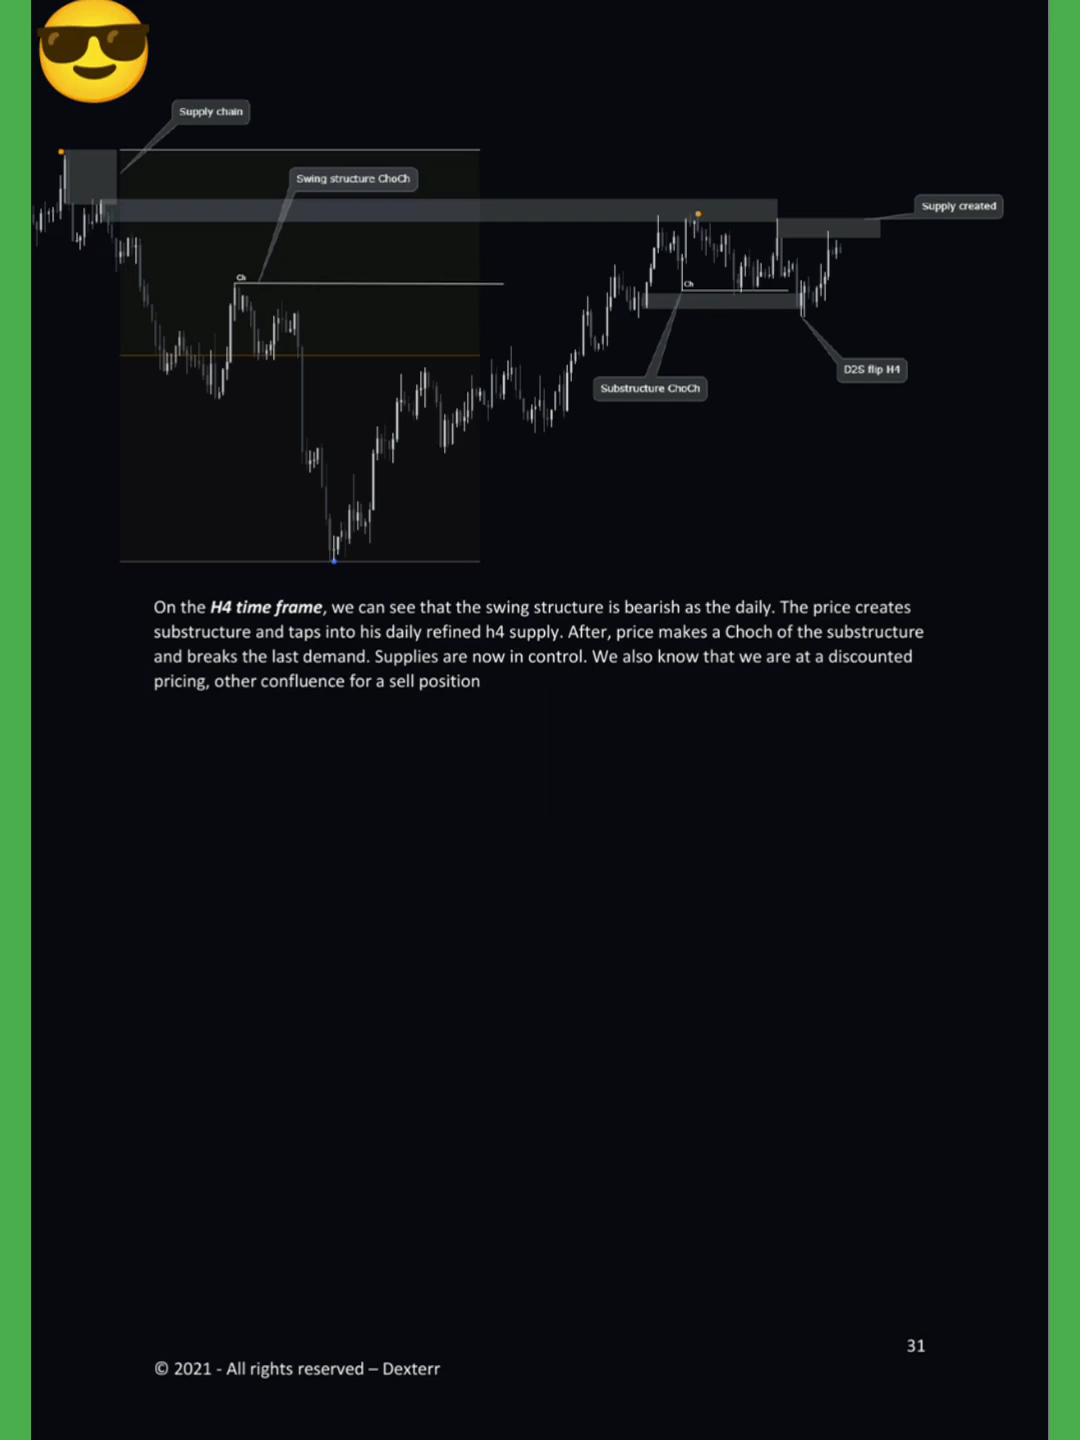 Supply chain
Swing structure ChoCh
Supply created
Ch
Ch
D2S flip H4
Substructure ChoCh
On the H4 time frame, we can see that the swing structure is bearish as the daily. The price creates
substructure and taps into his daily refined h4 supply. After, price makes a Choch of the substructure
and breaks the last demand. Supplies are now in control. We also know that we are at a discounted
pricing, other confluence for a sell position
31
© 2021 - All rights reserved – Dexterr